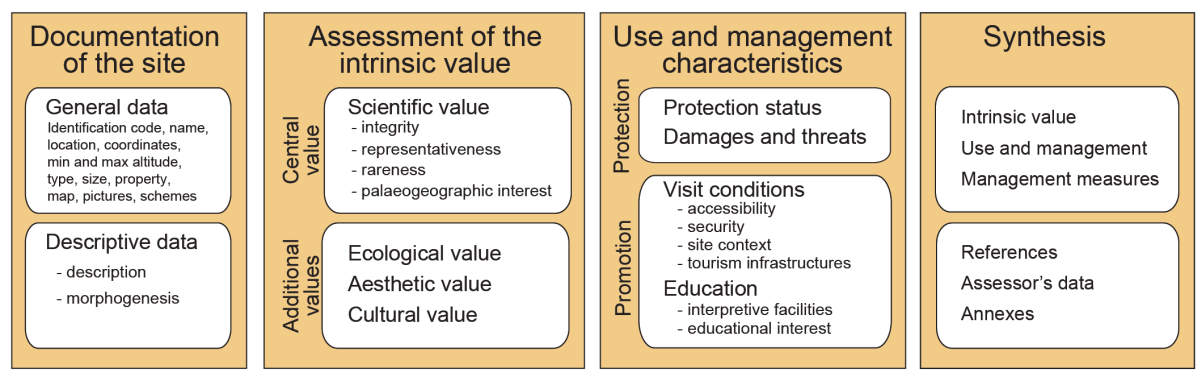 Documentation
of the site
General data
Identification code, name,
location, coordinates,
min and max altitude,
type, size, property,
map, pictures, schemes
Descriptive data
- description
- morphogenesis
Assessment of the
intrinsic value
Central
value
Scientific value
- integrity
- representativeness
- rareness
- palaeogeographic interest
Additional
values
Ecological value
Aesthetic value
Cultural value
Use and management
characteristics
Protection
Protection status
Damages and threats
Promotion
Visit conditions
- accessibility
- security
- site context
- tourism infrastructures
Education
- interpretive facilities
- educational interest
Synthesis
Intrinsic value
Use and management
Management measures
References
Assessor's data
Annexes